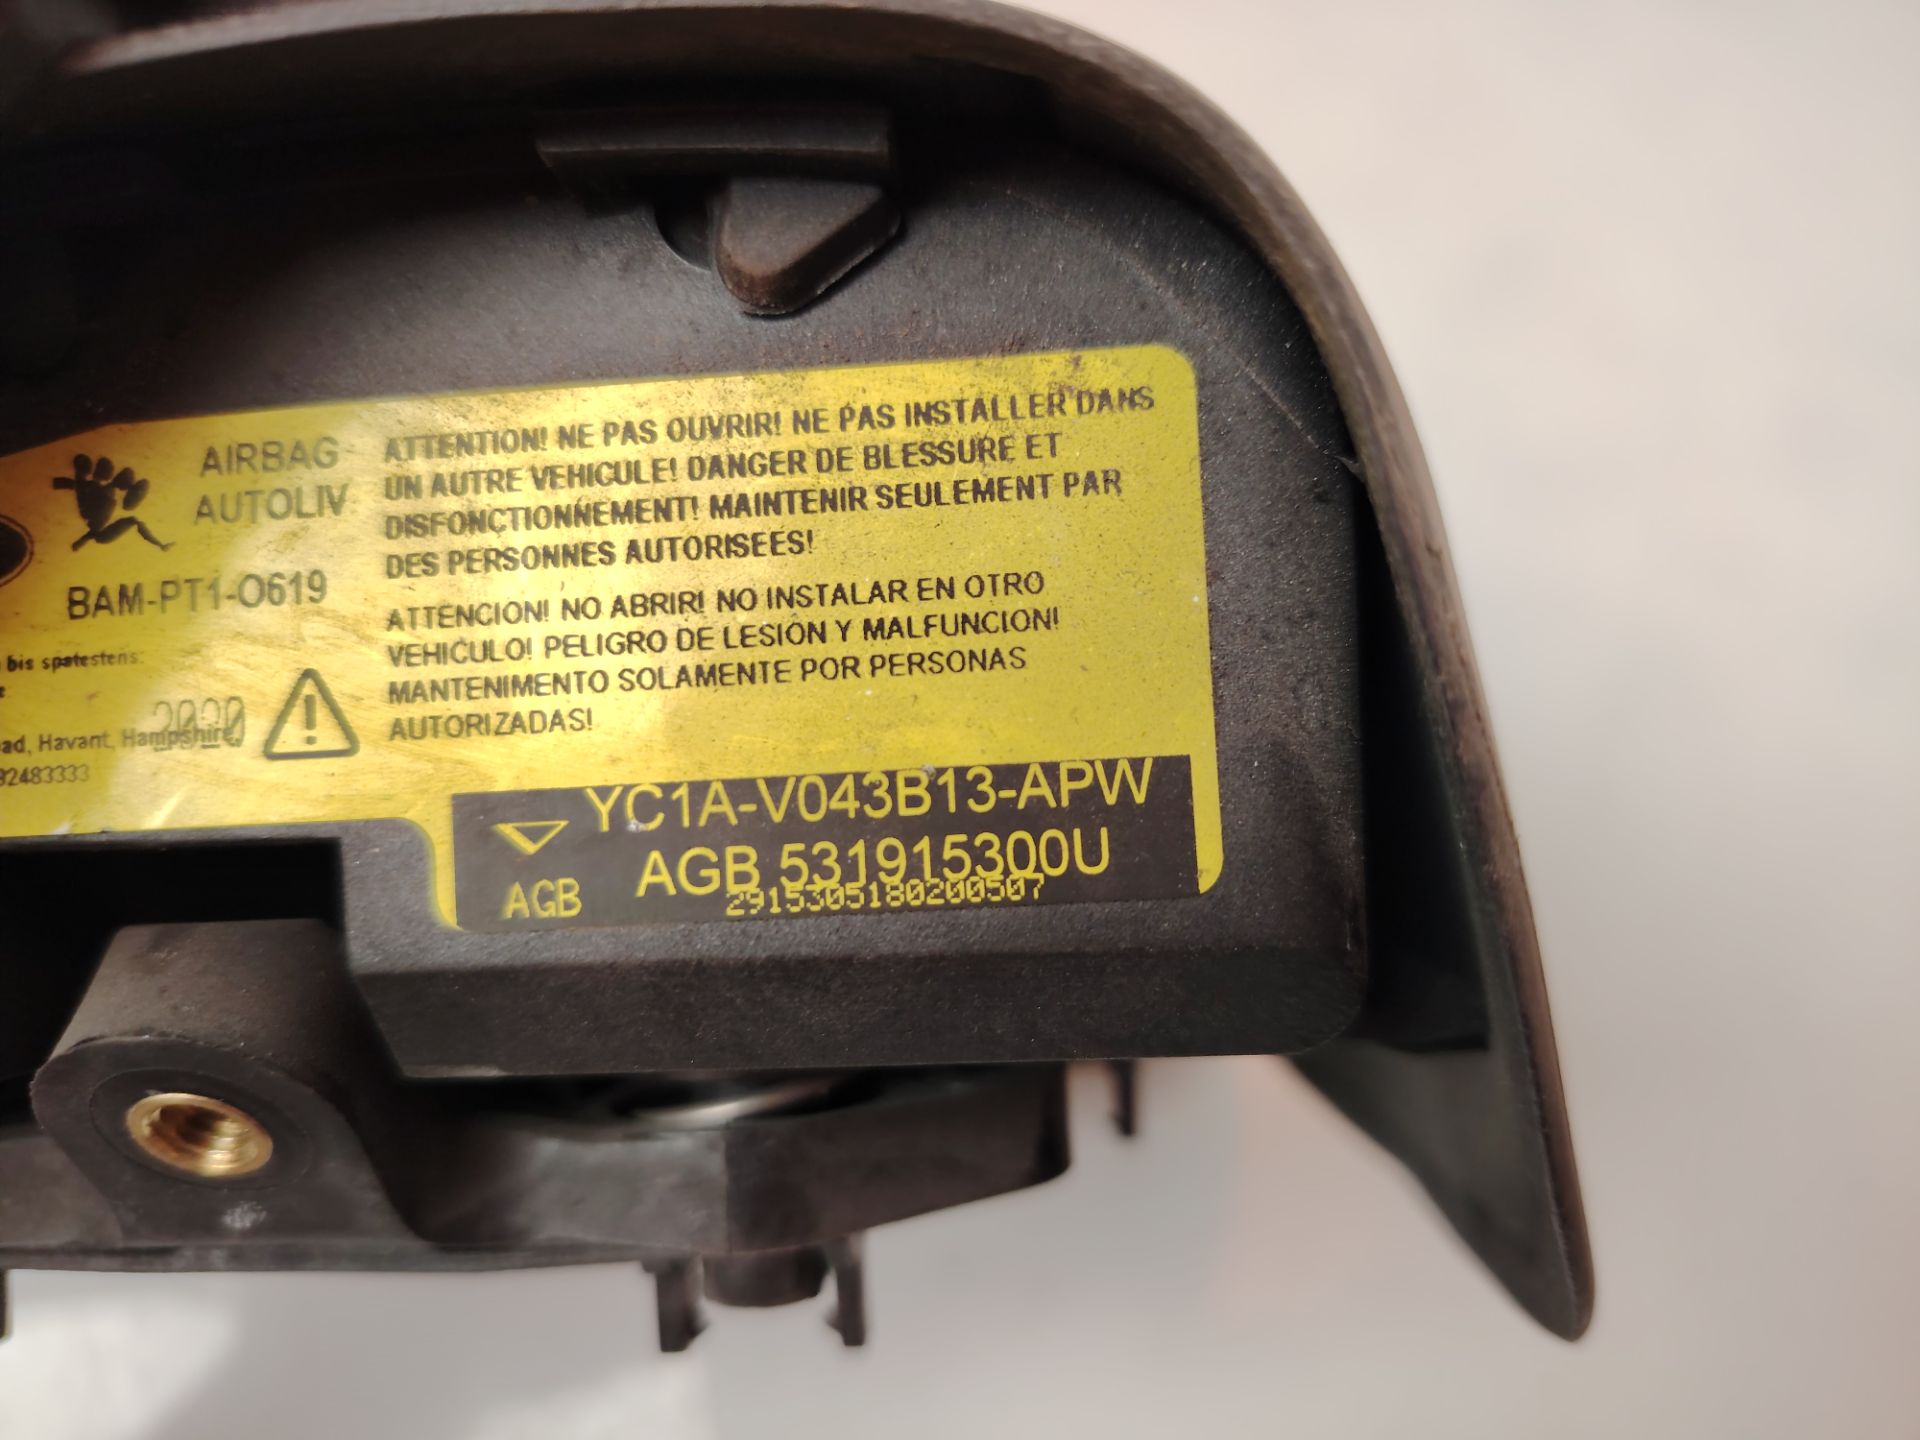 AIRBAG
AUTOLIV
BAM-PT1-O619
bis spatestens:
2020
ad, Havant, Hampshire,
32483333
ATTENTION! NE PAS OUVRIR! NE PAS INSTALLER DANS
UN AUTRE VEHICULE! DANGER DE BLESSURE ET
DISFONCTIONNEMENT! MAINTENIR SEULEMENT PAR
DES PERSONNES AUTORISEES!
ATTENCION! NO ABRIR! NO INSTALAR EN OTRO
VEHICULO! PELIGRO DE LESION Y MALFUNCION!
MANTENIMENTO SOLAMENTE POR PERSONAS
AUTORIZADAS!
YC1A-V043B13-APW
AGB 531915300U
AGB
2915305180200507